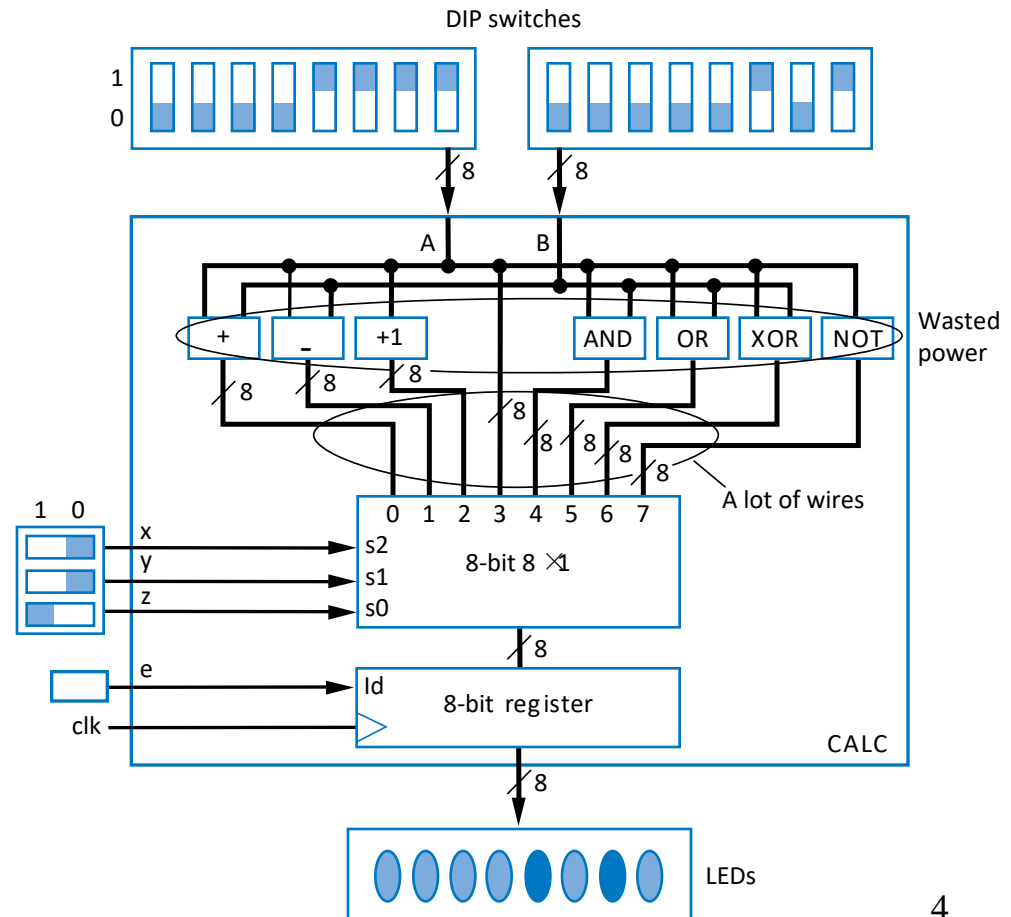 DIP switches
1
0
8
8
A
B
+
-
+1
AND
OR
XOR
NOT
Wasted
power
8
8
8
8
8
8
8
8
A lot of wires
1 0
0 1 2 3 4 5 6 7
x
s2
8-bit 8 ×1
y
s1
z
s0
8
e
ld
8-bit register
clk
CALC
8
LEDs
4